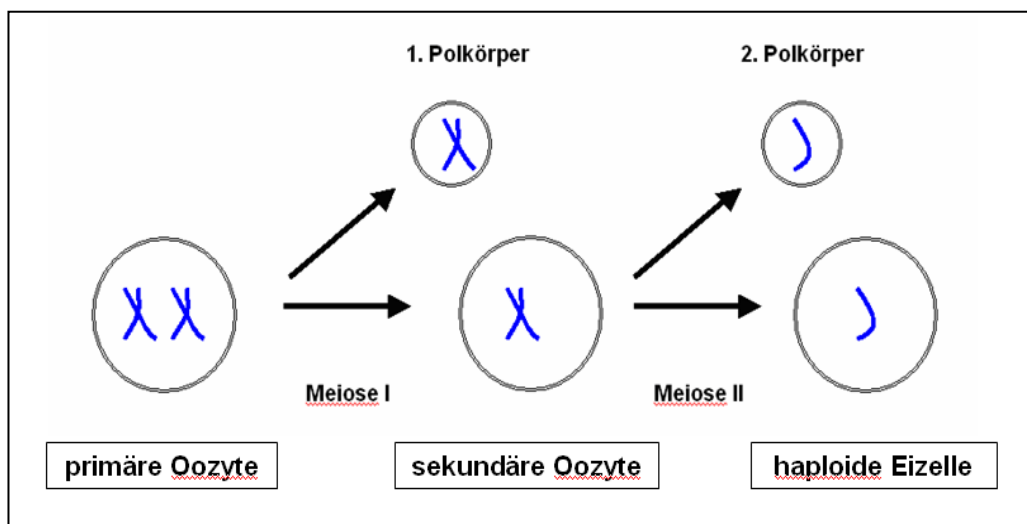 1. Polkörper
2. Polkörper
Meiose I
Meiose II
primäre Oozyte
sekundäre Oozyte
haploide Eizelle